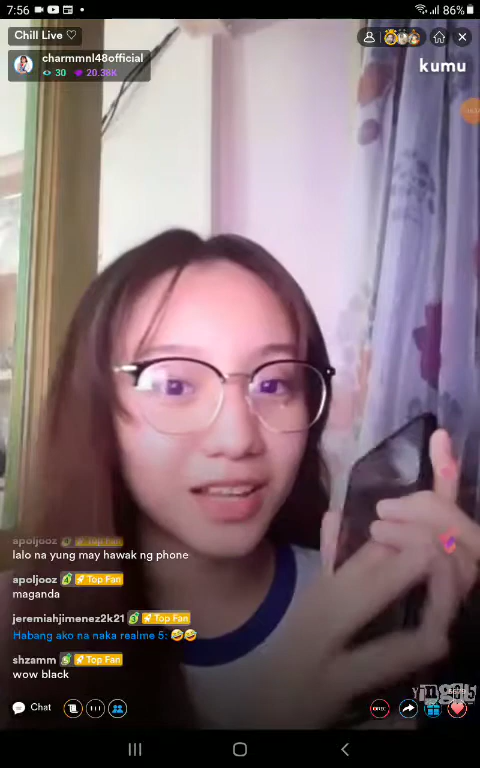 7:56
86%
Chill Live ♡
charmmnl48official
30 20.38K
kumu
apoljooz Top Fan
lalo na yung may hawak ng phone
apoljooz Top Fan
maganda
jeremiahjimenez2k21 Top Fan
Habang ako na naka realme 5: 🤣🤣
shzamm Top Fan
wow black
Chat